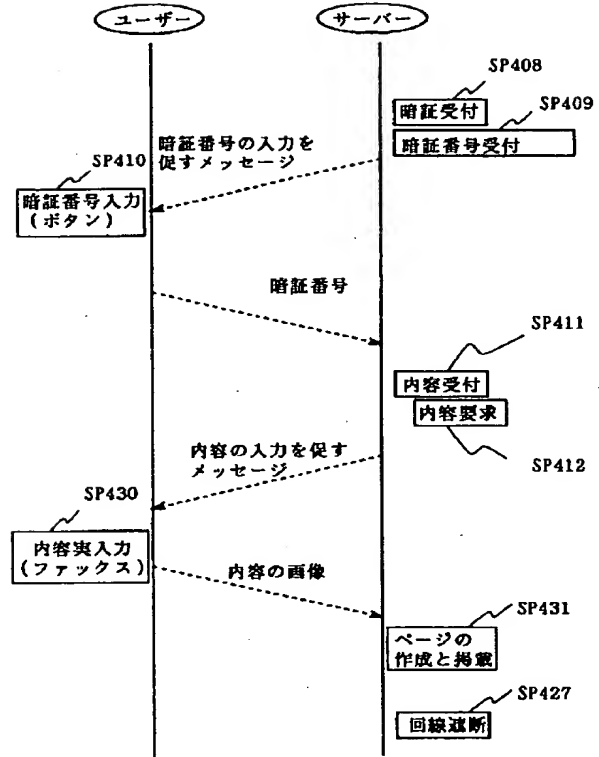 ユーザー
サーバー
SP408
暗証受付
SP409
暗証番号受付
暗証番号の入力を
促すメッセージ
SP410
暗証番号入力
(ボタン)
暗証番号
SP411
内容受付
内容要求
SP412
内容の入力を促す
メッセージ
SP430
内容実入力
(ファックス)
内容の画像
SP431
ページの
作成と掲載
SP427
回線遮断